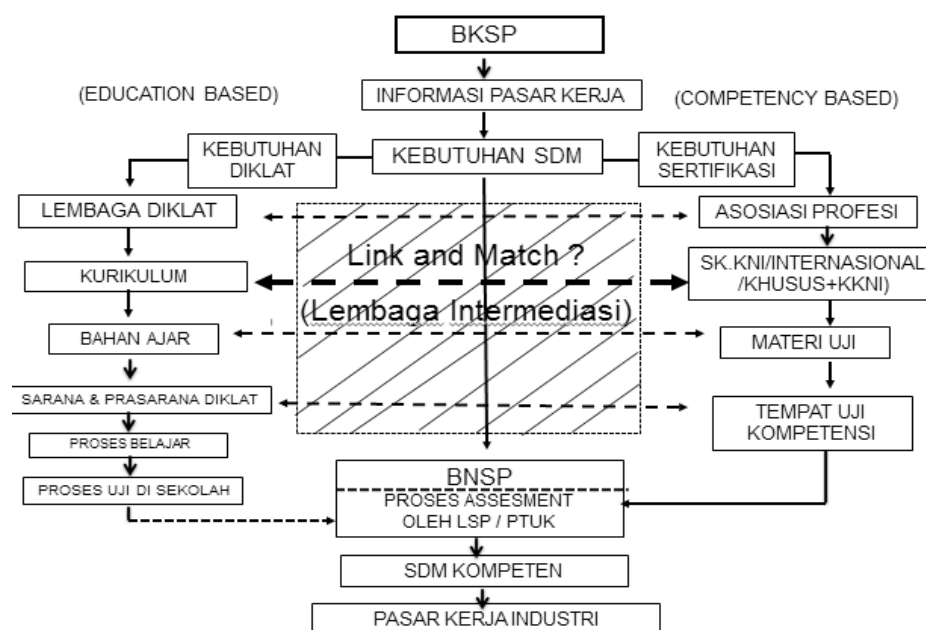 BKSP
(EDUCATION BASED)
INFORMASI PASAR KERJA
(COMPETENCY BASED)
KEBUTUHAN
DIKLAT
KEBUTUHAN SDM
KEBUTUHAN
SERTIFIKASI
LEMBAGA DIKLAT
ASOSIASI PROFESI
Link and Match ?
(Lembaga Intermediasi)
KURIKULUM
SK.KNI/INTERNASIONAL
/KHUSUS+KKNI)
BAHAN AJAR
MATERI UJI
SARANA & PRASARANA DIKLAT
TEMPAT UJI
KOMPETENSI
PROSES BELAJAR
PROSES UJI DI SEKOLAH
BNSP
PROSES ASSESMENT
OLEH LSP / PTUK
SDM KOMPETEN
PASAR KERJA INDUSTRI